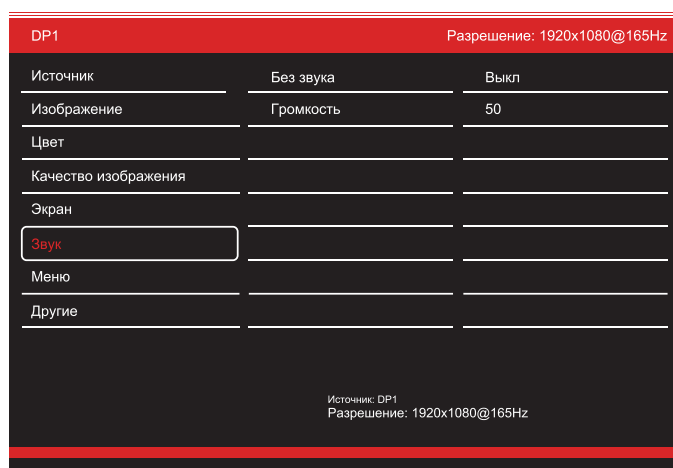 DP1 Разрешение: 1920x1080@165Hz
Источник Без звука Выкл
Изображение Громкость 50
Цвет
Качество изображения
Экран
Звук
Меню
Другие
Источник: DP1
Разрешение: 1920x1080@165Hz